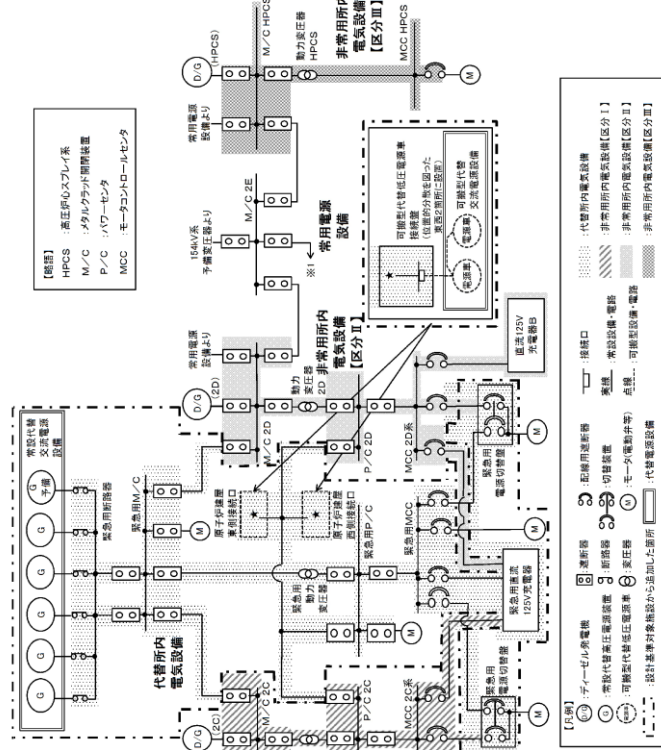 【略語】
HPCS ：高圧炉心スプレイ系
M／C ：メタルクラッド開閉装置
P／C ：パワーセンタ
MCC ：モータコントロールセンタ
常設代替
交流電源
設備
G
G
G
G
G
G
予備
緊急用断路器
緊急用M／C
M
代替所内
電気設備
緊急用
動力
変圧器
原子炉建屋
東側接続口
原子炉建屋
西側接続口
緊急用P／C
M
緊急用MCC
M
緊急用直流
125V充電器
緊急用
電源切替盤
M
緊急用
電源切替盤
M
D/G
(2C)
M／C 2C
P／C 2C
MCC 2C系
D/G
(2D)
常用電源
設備より
M／C 2D
動力
変圧器
2D
非常用所内
電気設備
【区分Ⅱ】
P／C 2D
MCC 2D系
直流125V
充電器B
154kV系
予備変圧器より
M／C 2E
※1
常用電源
設備
常用電源
設備より
D/G
(HPCS)
M／C HPCS
動力変圧器
HPCS
非常用所内
電気設備
【区分Ⅲ】
MCC HPCS
M
可搬型代替低圧電源車
接続盤
(位置的分散を図った
東西2箇所に設置)
可搬型代替
交流電源設備
電源車
電源車
【凡例】
D/G ：ディーゼル発電機
G ：常設代替高圧電源装置
電源車 ：可搬型代替低圧電源車
：設計基準対象施設から追加した箇所
：遮断器
：断路器
：変圧器
：配線用遮断器
：切替装置
M ：モータ(電動弁等)
：代替電源設備
：接続口
実線 ：常設設備・電路
点線 ：可搬型設備・電路
：代替所内電気設備
：非常用所内電気設備【区分Ⅰ】
：非常用所内電気設備【区分Ⅱ】
：非常用所内電気設備【区分Ⅲ】